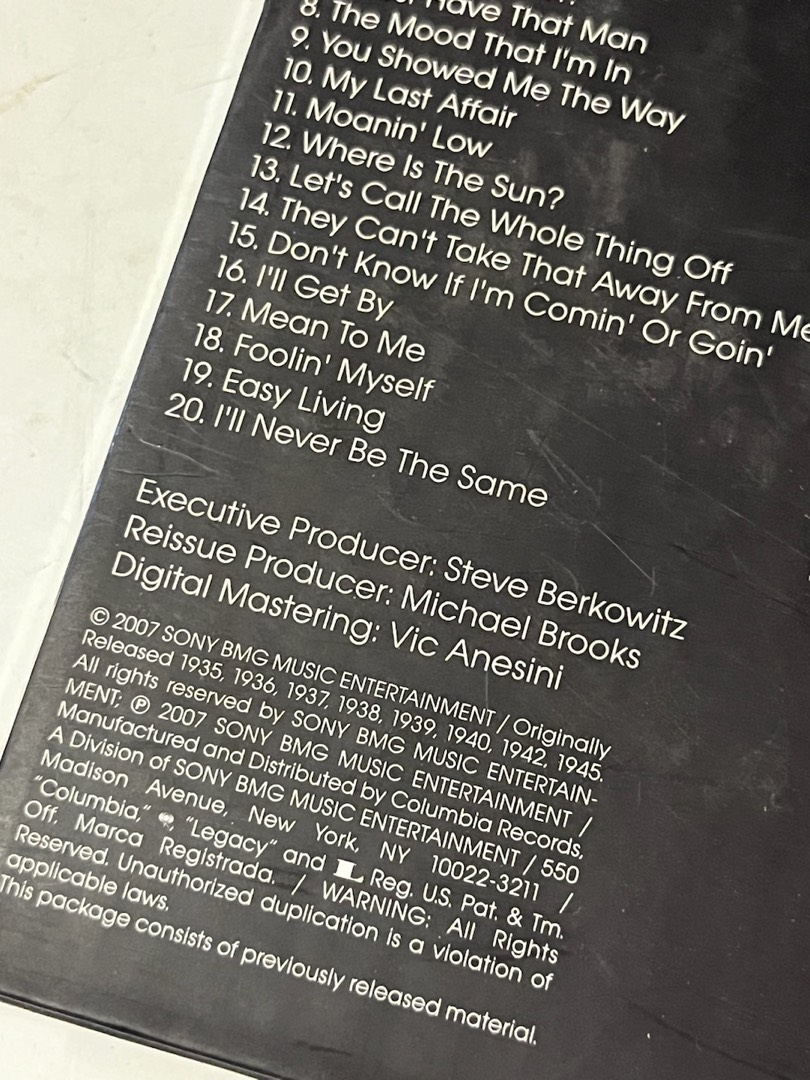 Have That Man
8. The Mood That I'm In
9. You Showed Me The Way
10. My Last Affair
11. Moanin' Low
12. Where Is The Sun?
13. Let's Call The Whole Thing Off
14. They Can't Take That Away From Me
15. Don't Know If I'm Comin' Or Goin'
16. I'll Get By
17. Mean To Me
18. Foolin' Myself
19. Easy Living
20. I'll Never Be The Same
Executive Producer: Steve Berkowitz
Reissue Producer: Michael Brooks
Digital Mastering: Vic Anesini
© 2007 SONY BMG MUSIC ENTERTAINMENT / Originally
Released 1935, 1936, 1937, 1938, 1939, 1940, 1942, 1945.
All rights reserved by SONY BMG MUSIC ENTERTAIN-
MENT; ℗ 2007 SONY BMG MUSIC ENTERTAINMENT /
Manufactured and Distributed by Columbia Records,
A Division of SONY BMG MUSIC ENTERTAINMENT / 550
Madison Avenue, New York, NY 10022-3211 /
"Columbia," , "Legacy" and L Reg. U.S. Pat. & Tm.
Off. Marca Registrada. / WARNING: All Rights
Reserved. Unauthorized duplication is a violation of
applicable laws.
This package consists of previously released material.